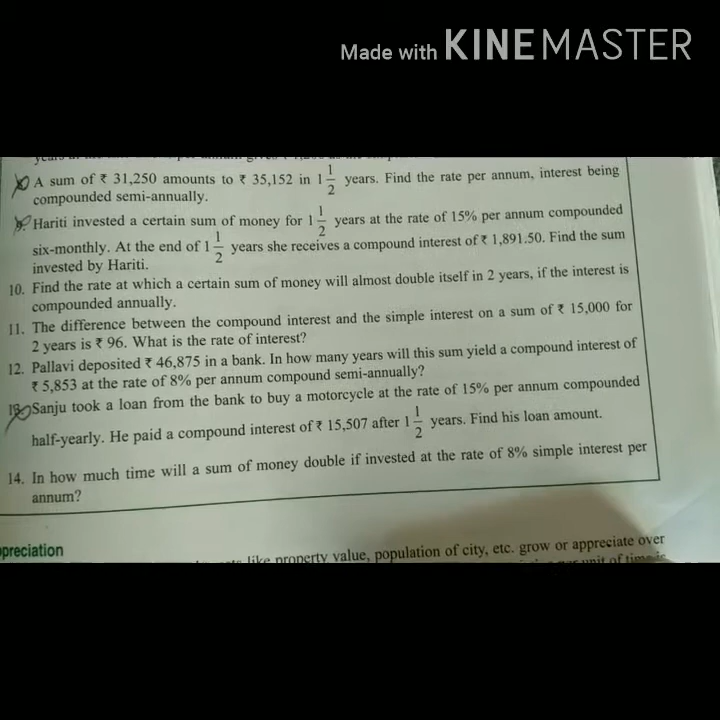 Made with KINEMASTER
A sum of ₹ 31,250 amounts to ₹ 35,152 in 1 1/2 years. Find the rate per annum, interest being
compounded semi-annually.
Hariti invested a certain sum of money for 1 1/2 years at the rate of 15% per annum compounded
six-monthly. At the end of 1 1/2 years she receives a compound interest of ₹ 1,891.50. Find the sum
invested by Hariti.
10. Find the rate at which a certain sum of money will almost double itself in 2 years, if the interest is
compounded annually.
11. The difference between the compound interest and the simple interest on a sum of ₹ 15,000 for
2 years is ₹ 96. What is the rate of interest?
12. Pallavi deposited ₹ 46,875 in a bank. In how many years will this sum yield a compound interest of
₹ 5,853 at the rate of 8% per annum compound semi-annually?
13. Sanju took a loan from the bank to buy a motorcycle at the rate of 15% per annum compounded
half-yearly. He paid a compound interest of ₹ 15,507 after 1 1/2 years. Find his loan amount.
14. In how much time will a sum of money double if invested at the rate of 8% simple interest per
annum?
preciation
like property value, population of city, etc. grow or appreciate over
unit of time is